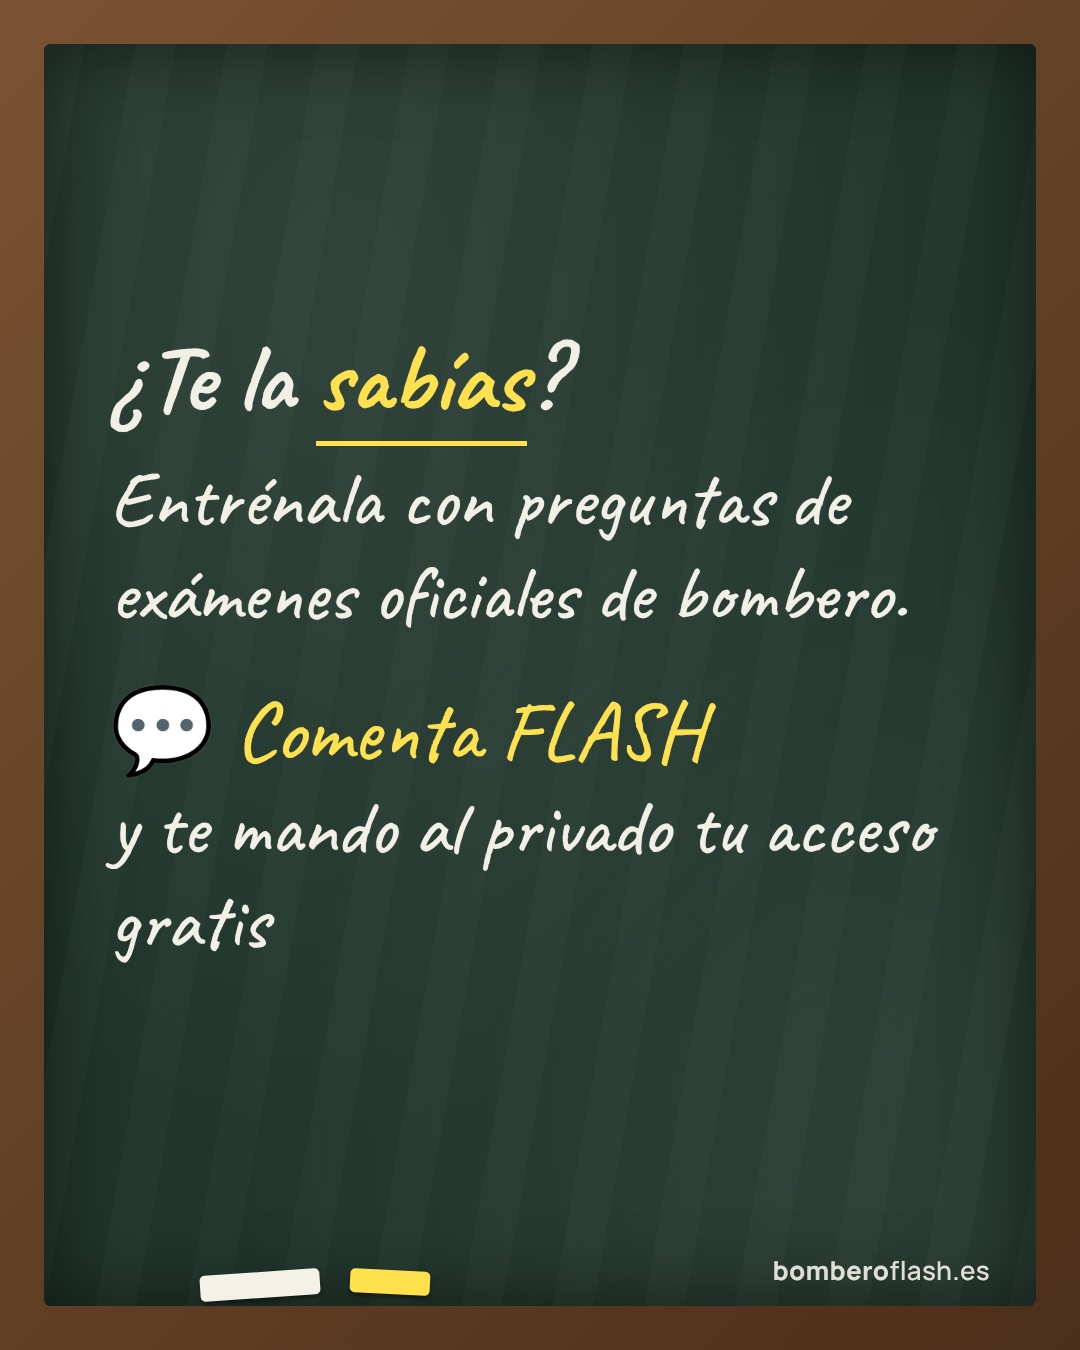 ¿Te la sabías?
Entrénala con preguntas de
exámenes oficiales de bombero.
💬 Comenta FLASH
y te mando al privado tu acceso
gratis
bomberoflash.es